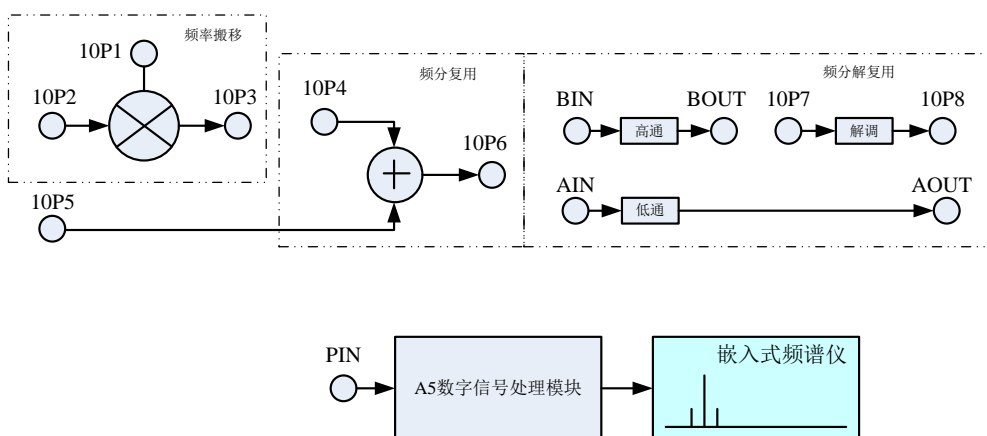 频率搬移
10P1
10P2
10P3
10P5
频分复用
10P4
10P6
频分解复用
BIN
高通
BOUT
10P7
解调
10P8
AIN
低通
AOUT
PIN
A5数字信号处理模块
嵌入式频谱仪